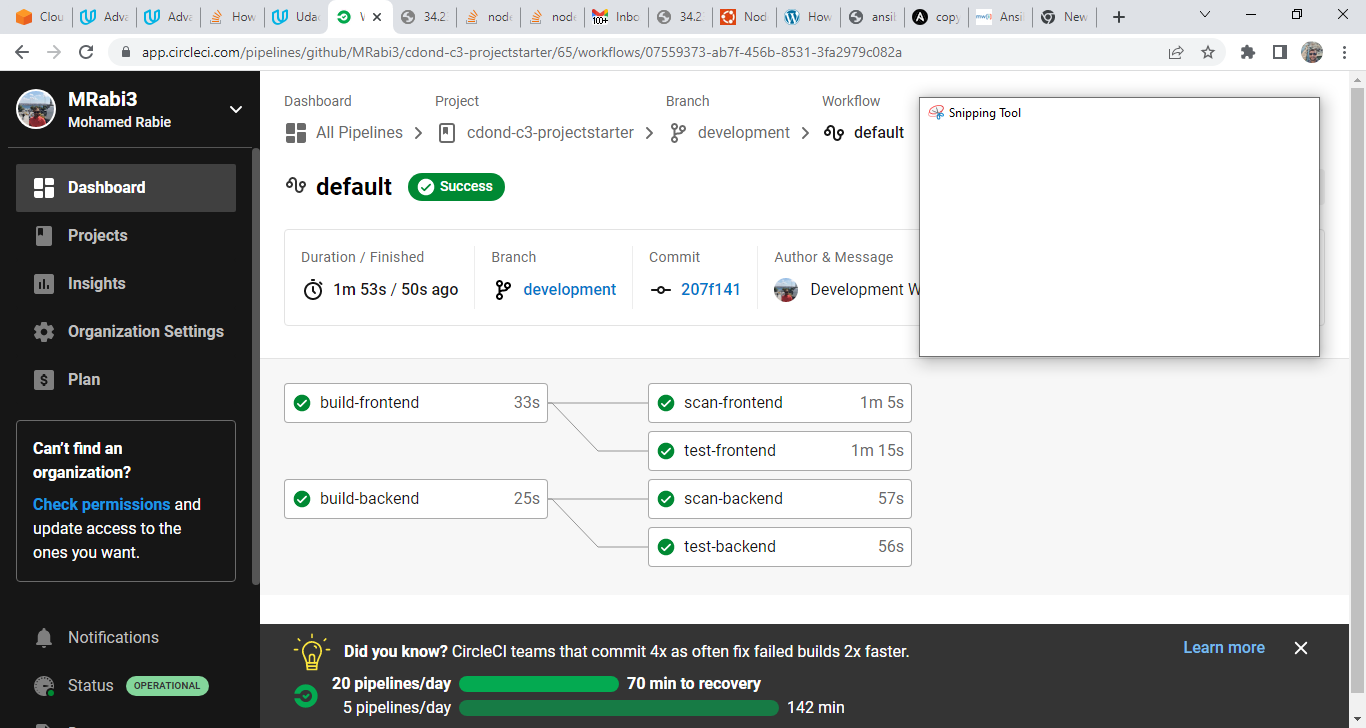 Clou
Adva
Adva
How
Udac
W
34.2
node
node
Inbo
34.2
Nod
How
ansil
copy
Ansi
New
app.circleci.com/pipelines/github/MRabi3/cdond-c3-projectstarter/65/workflows/07559373-ab7f-456b-8531-3fa2979c082a
MRabi3
Mohamed Rabie
Dashboard
Projects
Insights
Organization Settings
Plan
Can't find an
organization?
Check permissions and
update access to the
ones you want.
Notifications
Status OPERATIONAL
Dashboard Project Branch Workflow
All Pipelines cdond-c3-projectstarter development default
default Success
Duration / Finished Branch Commit Author & Message
1m 53s / 50s ago development 207f141 Development W
Snipping Tool
build-frontend 33s scan-frontend 1m 5s
test-frontend 1m 15s
build-backend 25s scan-backend 57s
test-backend 56s
Did you know? CircleCI teams that commit 4x as often fix failed builds 2x faster. Learn more
20 pipelines/day 70 min to recovery
5 pipelines/day 142 min